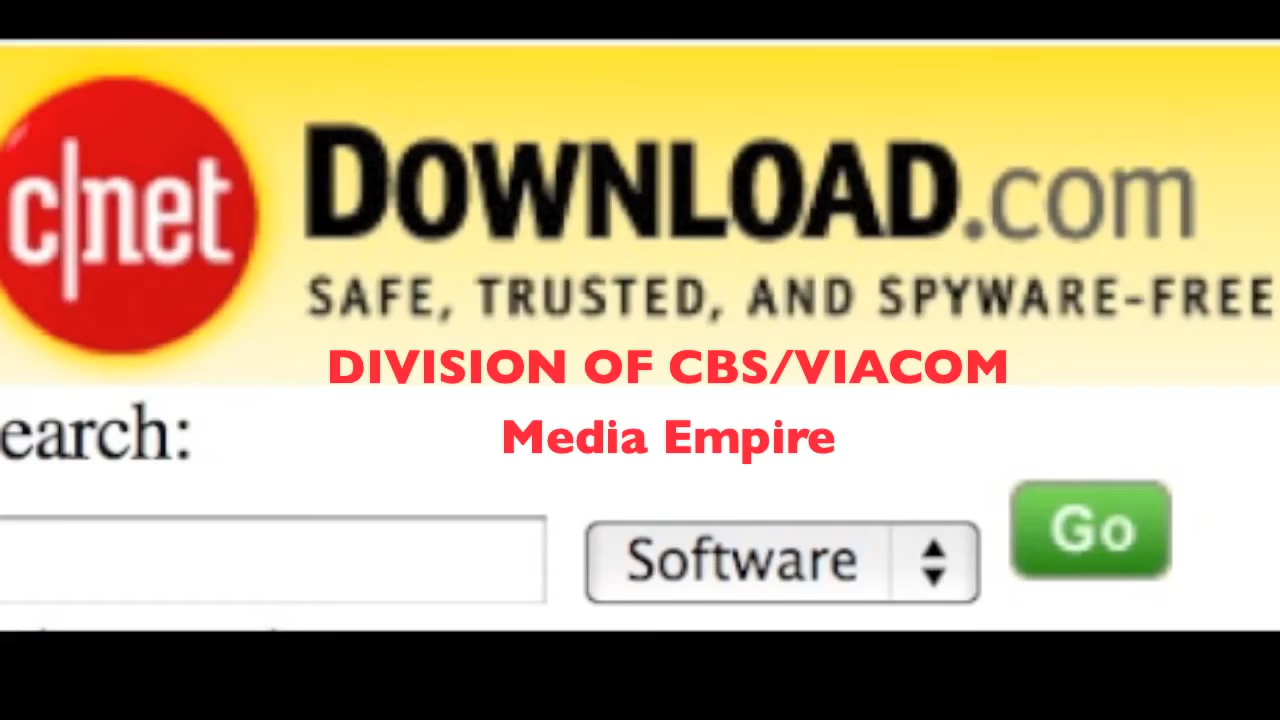 c|net
DOWNLOAD.com
SAFE, TRUSTED, AND SPYWARE-FREE
DIVISION OF CBS/VIACOM
Media Empire
earch:
Software
Go